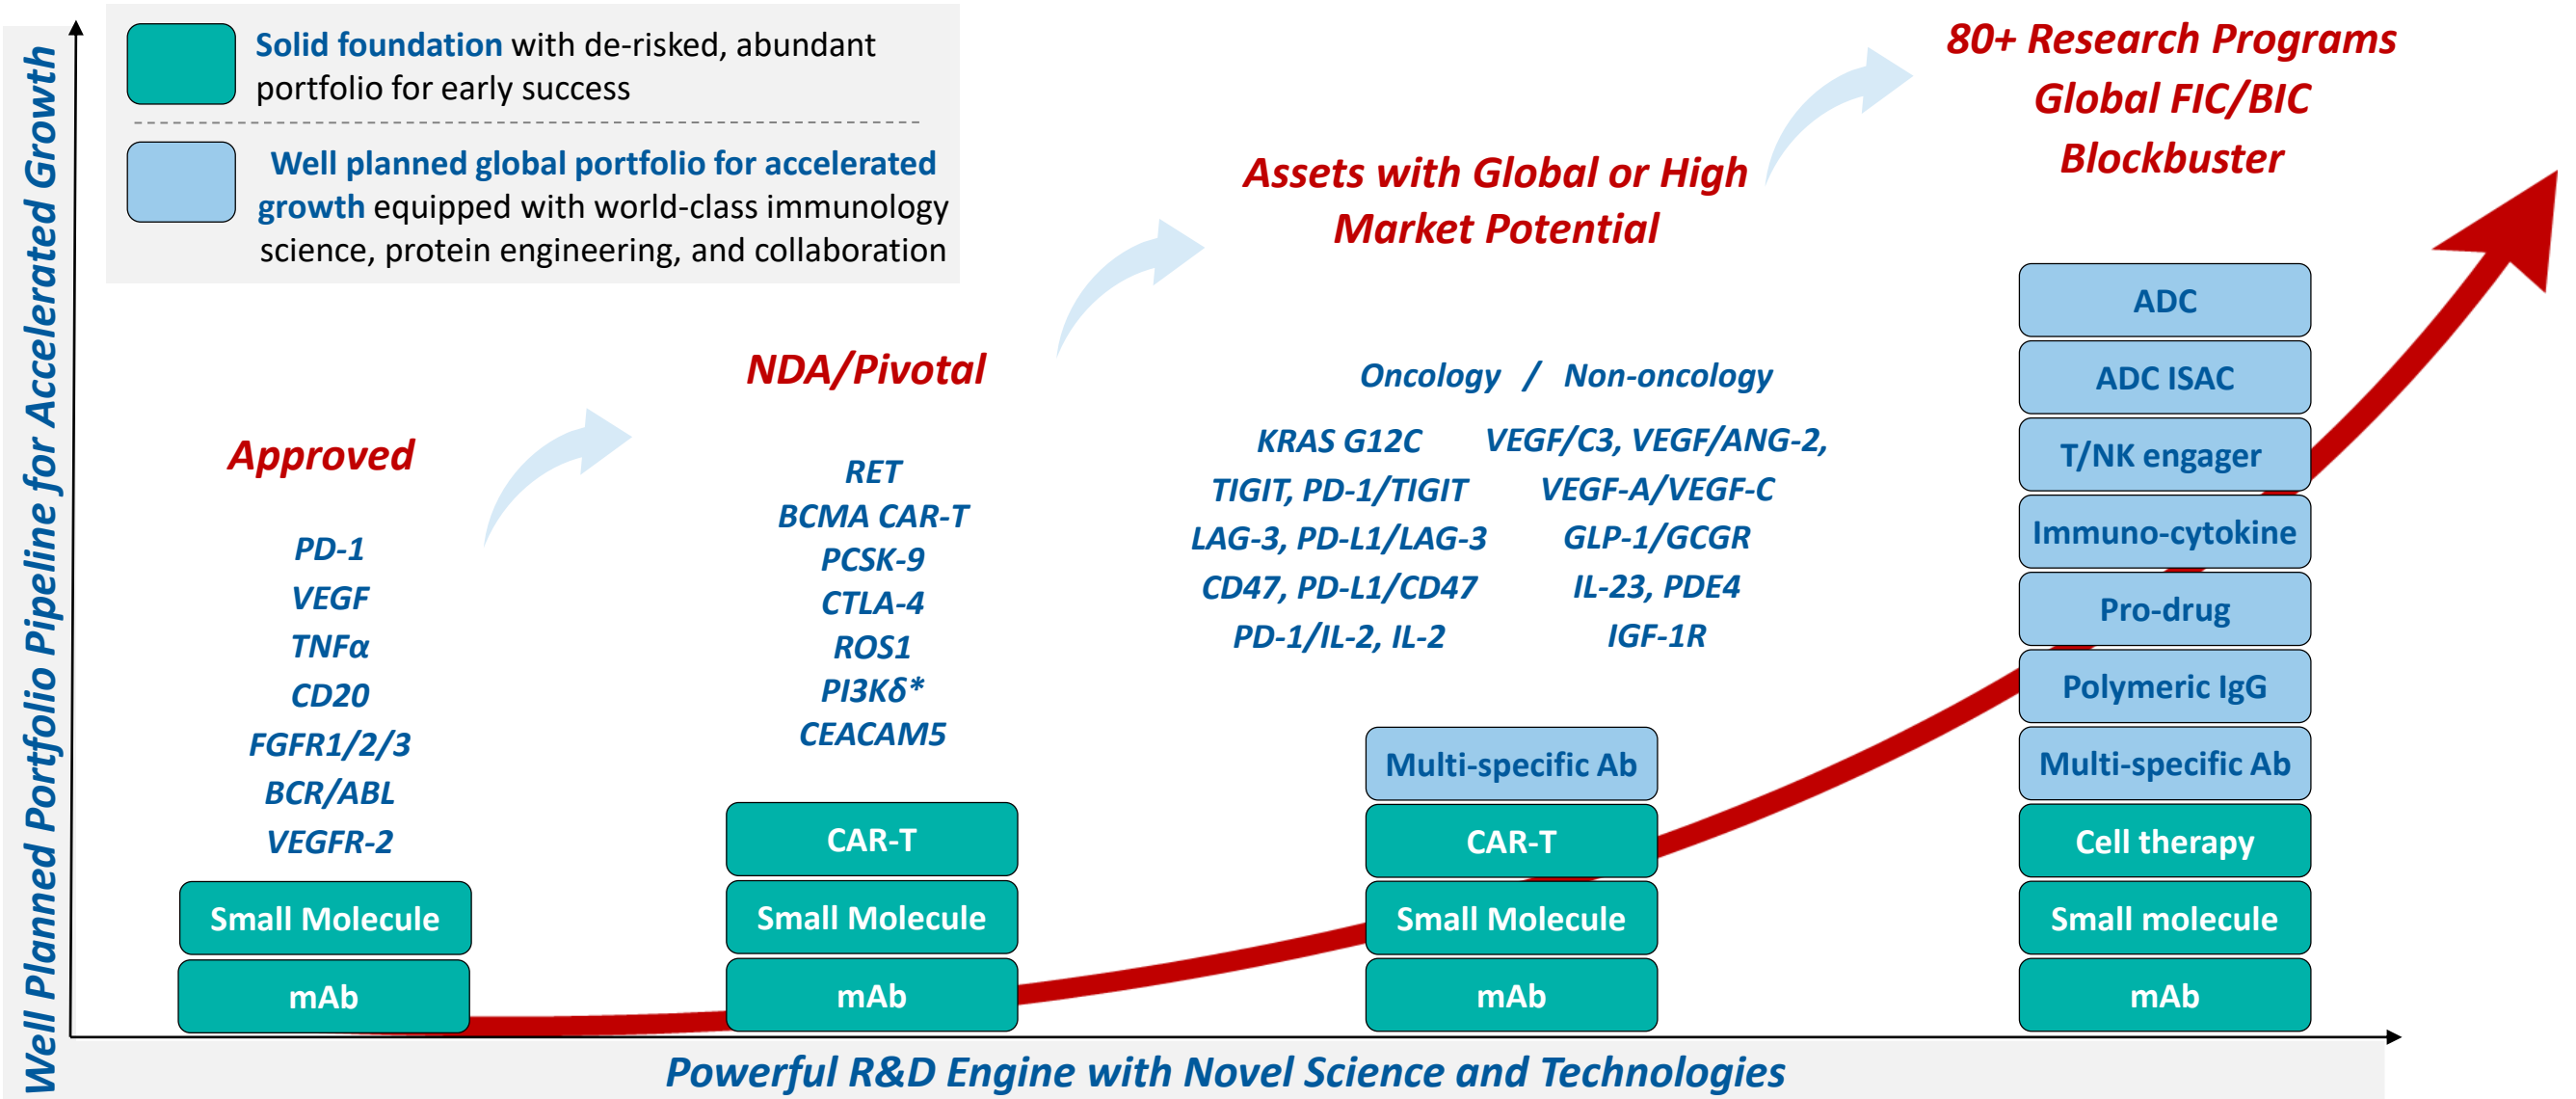 Well Planned Portfolio Pipeline for Accelerated Growth
Solid foundation with de-risked, abundant
portfolio for early success
Well planned global portfolio for accelerated
growth equipped with world-class immunology
science, protein engineering, and collaboration
Approved
PD-1
VEGF
TNFα
CD20
FGFR1/2/3
BCR/ABL
VEGFR-2
Small Molecule
mAb
NDA/Pivotal
RET
BCMA CAR-T
PCSK-9
CTLA-4
ROS1
PI3Kδ*
CEACAM5
CAR-T
Small Molecule
mAb
Assets with Global or High
Market Potential
Oncology / Non-oncology
KRAS G12C
TIGIT, PD-1/TIGIT
LAG-3, PD-L1/LAG-3
CD47, PD-L1/CD47
PD-1/IL-2, IL-2
VEGF/C3, VEGF/ANG-2,
VEGF-A/VEGF-C
GLP-1/GCGR
IL-23, PDE4
IGF-1R
Multi-specific Ab
CAR-T
Small Molecule
mAb
80+ Research Programs
Global FIC/BIC
Blockbuster
ADC
ADC ISAC
T/NK engager
Immuno-cytokine
Pro-drug
Polymeric IgG
Multi-specific Ab
Cell therapy
Small molecule
mAb
Powerful R&D Engine with Novel Science and Technologies